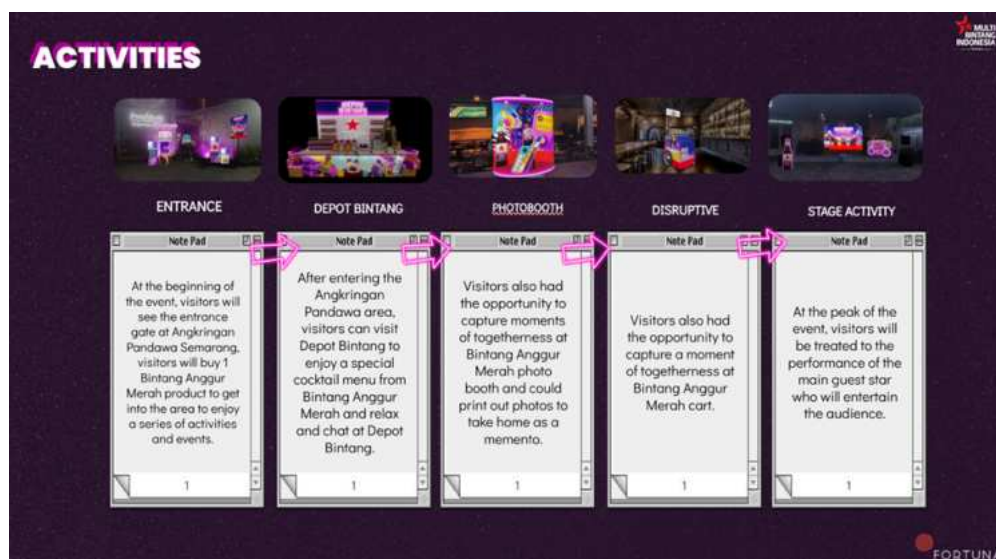 ACTIVITIES
MULTI
BINTANG
INDONESIA
ENTRANCE
DEPOT BINTANG
PHOTOBOOTH
DISRUPTIVE
STAGE ACTIVITY
Note Pad
At the beginning of
the event, visitors will
see the entrance
gate at Angkringan
Pandawa Semarang,
visitors will buy 1
Bintang Anggur
Merah product to get
into the area to enjoy
a series of activities
and events.
1
Note Pad
After entering the
Angkringan
Pandawa area,
visitors can visit
Depot Bintang to
enjoy a special
cocktail menu from
Bintang Anggur
Merah and relax
and chat at Depot
Bintang.
1
Note Pad
Visitors also had
the opportunity to
capture moments
of togetherness at
Bintang Anggur
Merah photo
booth and could
print out photos to
take home as a
memento.
1
Note Pad
Visitors also had
the opportunity to
capture a moment
of togetherness at
Bintang Anggur
Merah cart.
1
Note Pad
At the peak of the
event, visitors will
be treated to the
performance of the
main guest star
who will entertain
the audience.
1
FORTUNA